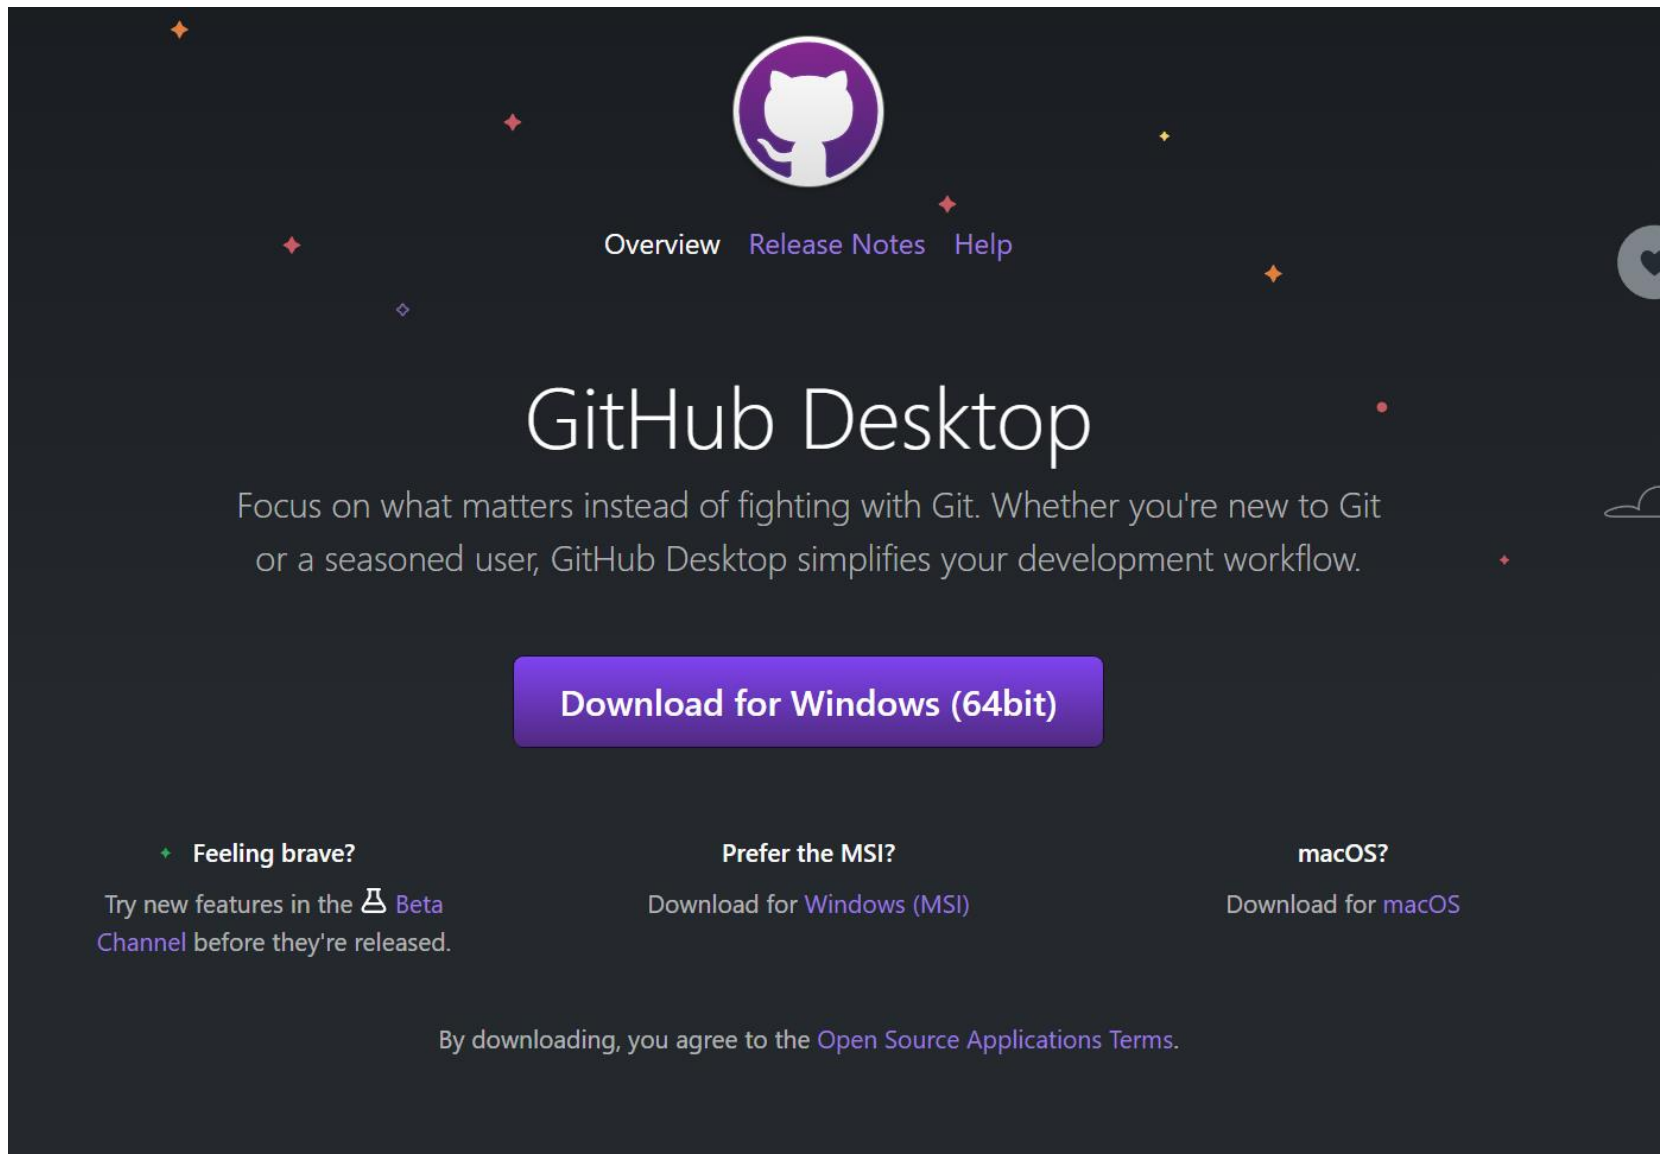 Overview Release Notes Help
GitHub Desktop
Focus on what matters instead of fighting with Git. Whether you're new to Git
or a seasoned user, GitHub Desktop simplifies your development workflow.
Download for Windows (64bit)
Feeling brave?
Try new features in the Beta
Channel before they're released.
Prefer the MSI?
Download for Windows (MSI)
macOS?
Download for macOS
By downloading, you agree to the Open Source Applications Terms.